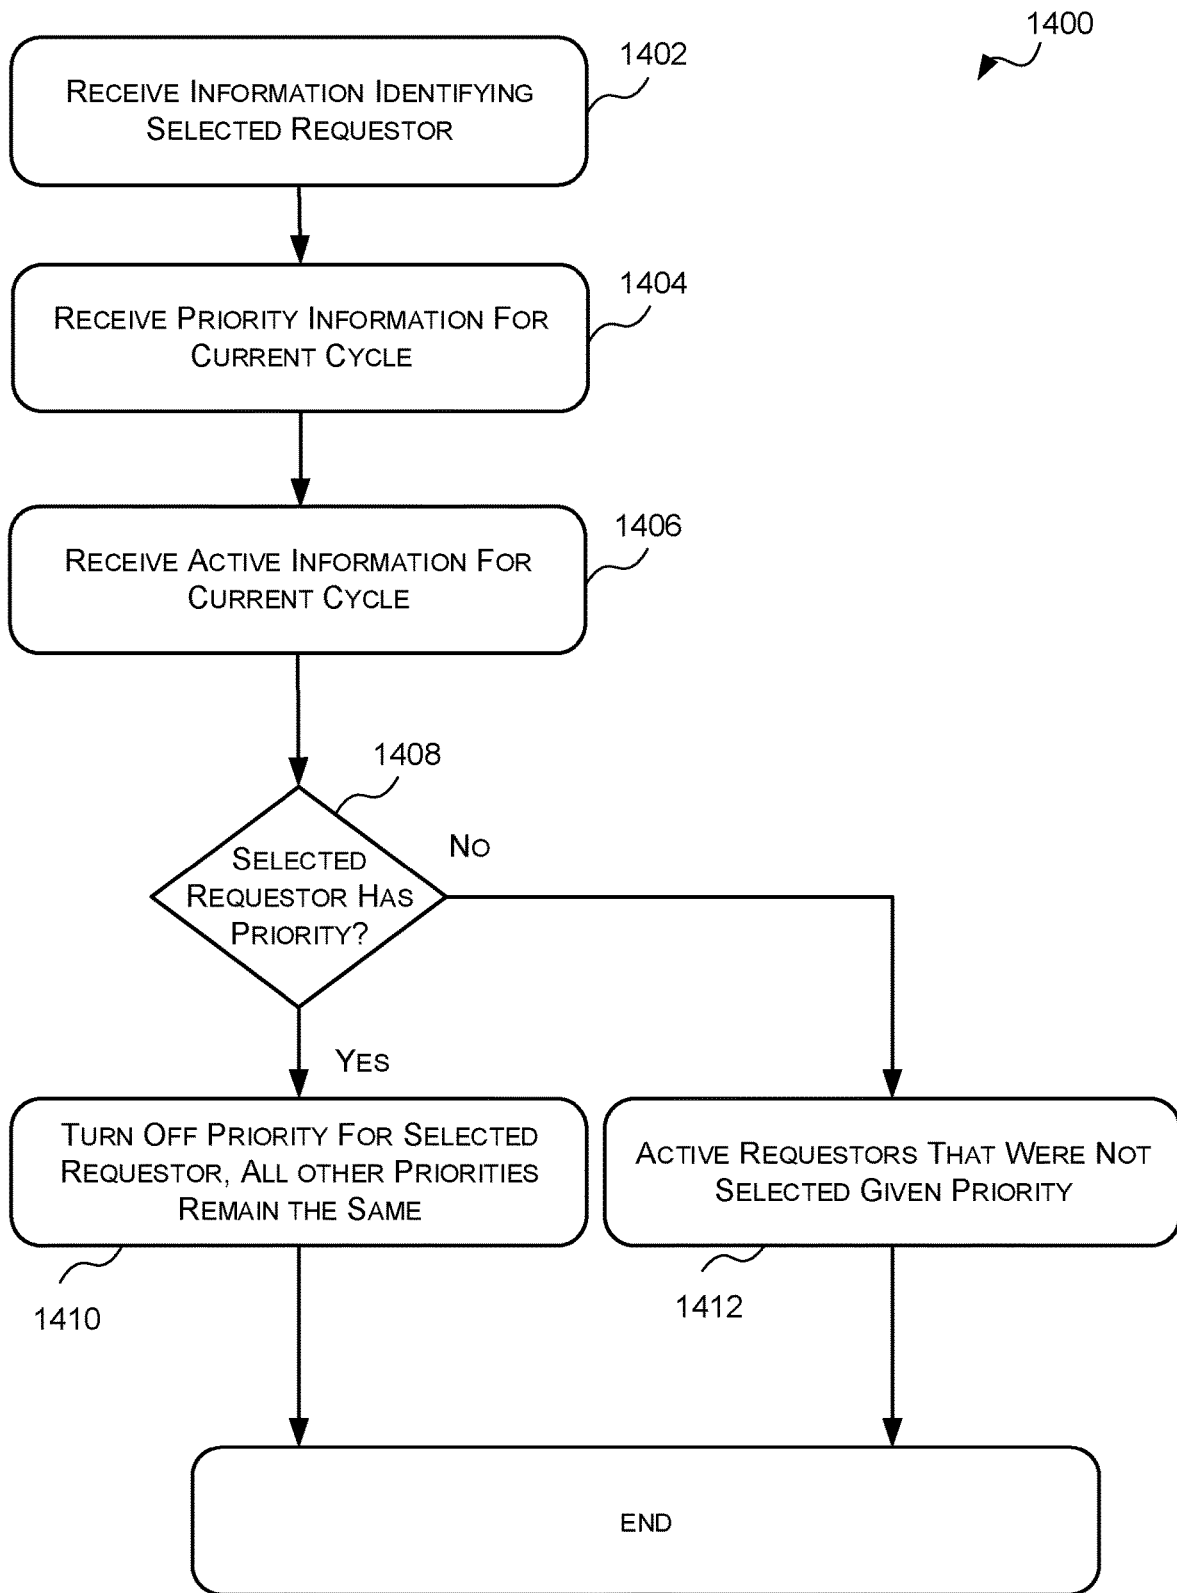 1400
1402
RECEIVE INFORMATION IDENTIFYING
SELECTED REQUESTOR
1404
RECEIVE PRIORITY INFORMATION FOR
CURRENT CYCLE
1406
RECEIVE ACTIVE INFORMATION FOR
CURRENT CYCLE
1408
SELECTED
REQUESTOR HAS
PRIORITY?
NO
YES
TURN OFF PRIORITY FOR SELECTED
REQUESTOR, ALL OTHER PRIORITIES
REMAIN THE SAME
1410
ACTIVE REQUESTORS THAT WERE NOT
SELECTED GIVEN PRIORITY
1412
END